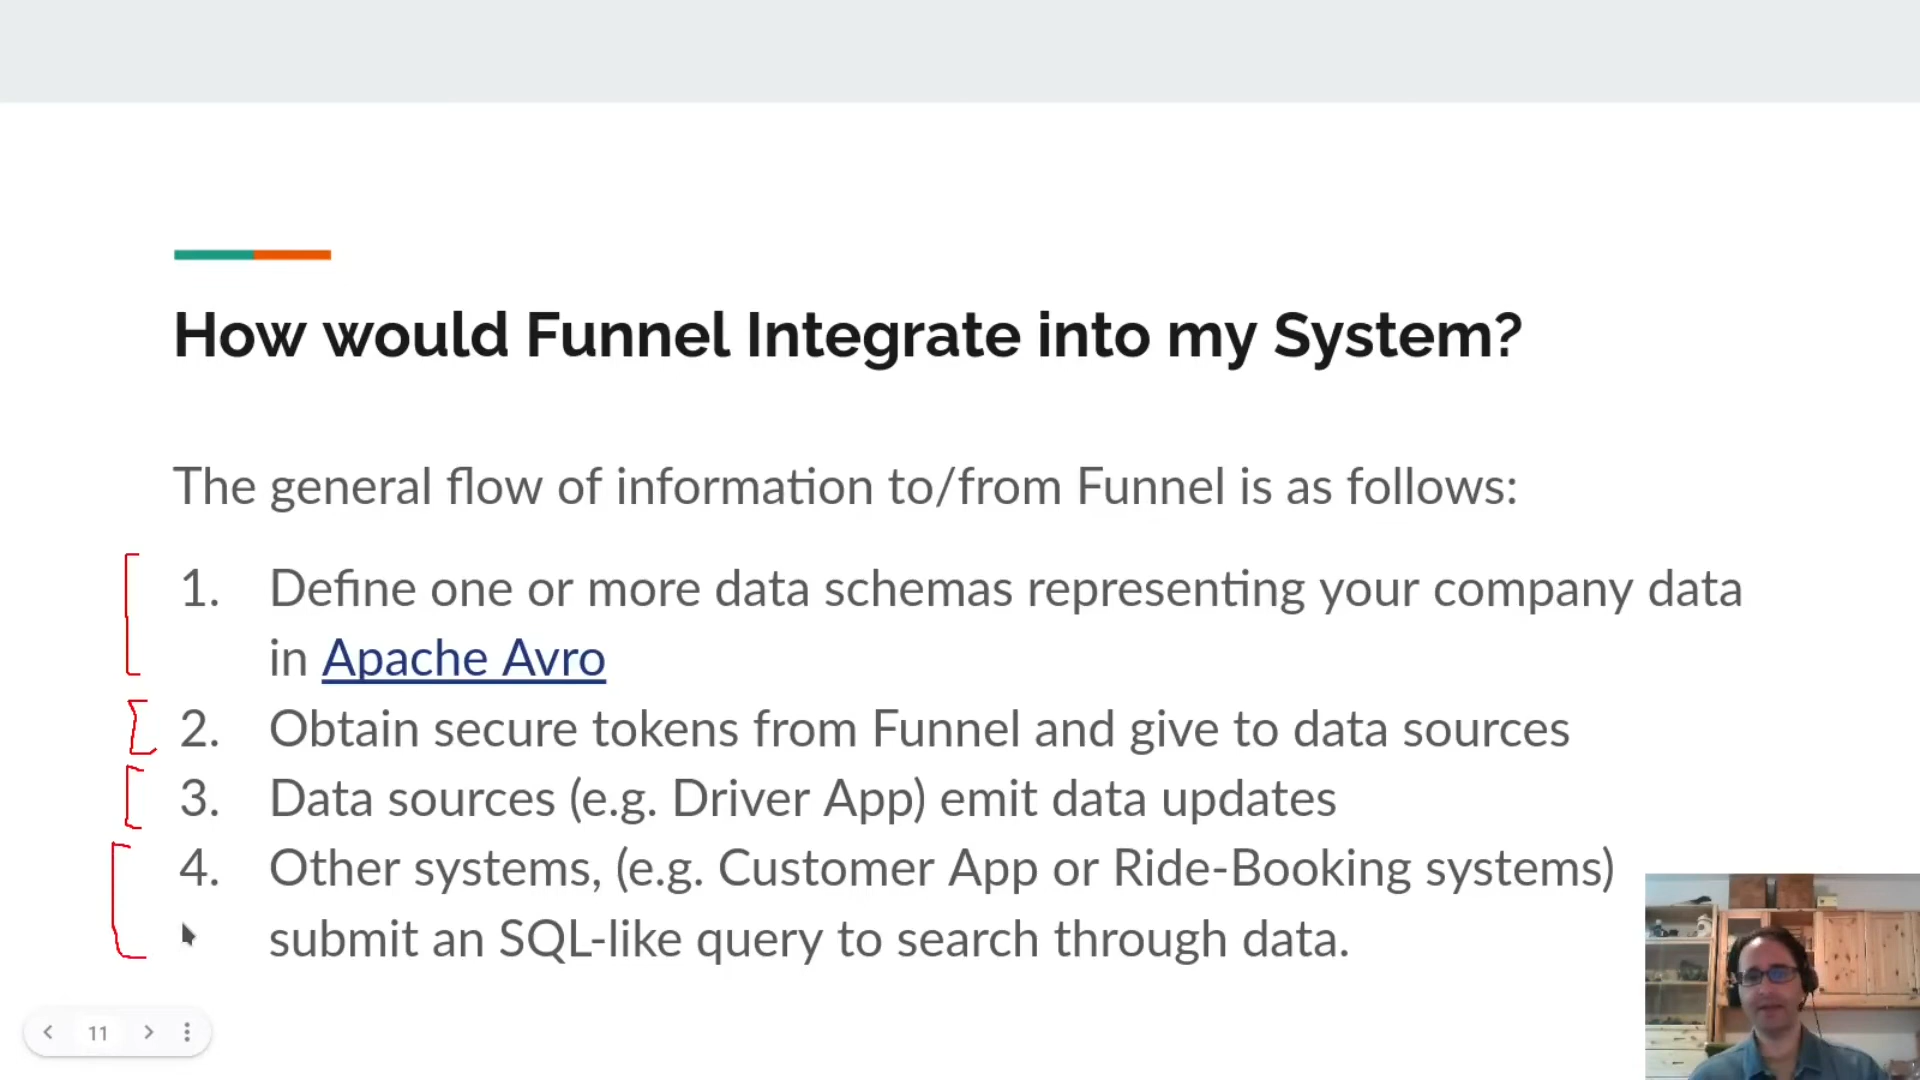 How would Funnel Integrate into my System?
The general flow of information to/from Funnel is as follows:
1. Define one or more data schemas representing your company data
in Apache Avro
2. Obtain secure tokens from Funnel and give to data sources
3. Data sources (e.g. Driver App) emit data updates
4. Other systems, (e.g. Customer App or Ride-Booking systems)
submit an SQL-like query to search through data.
11